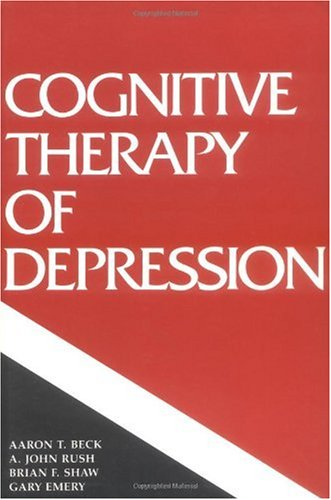 COGNITIVE
THERAPY
OF
DEPRESSION
AARON T. BECK
A. JOHN RUSH
BRIAN F. SHAW
GARY EMERY